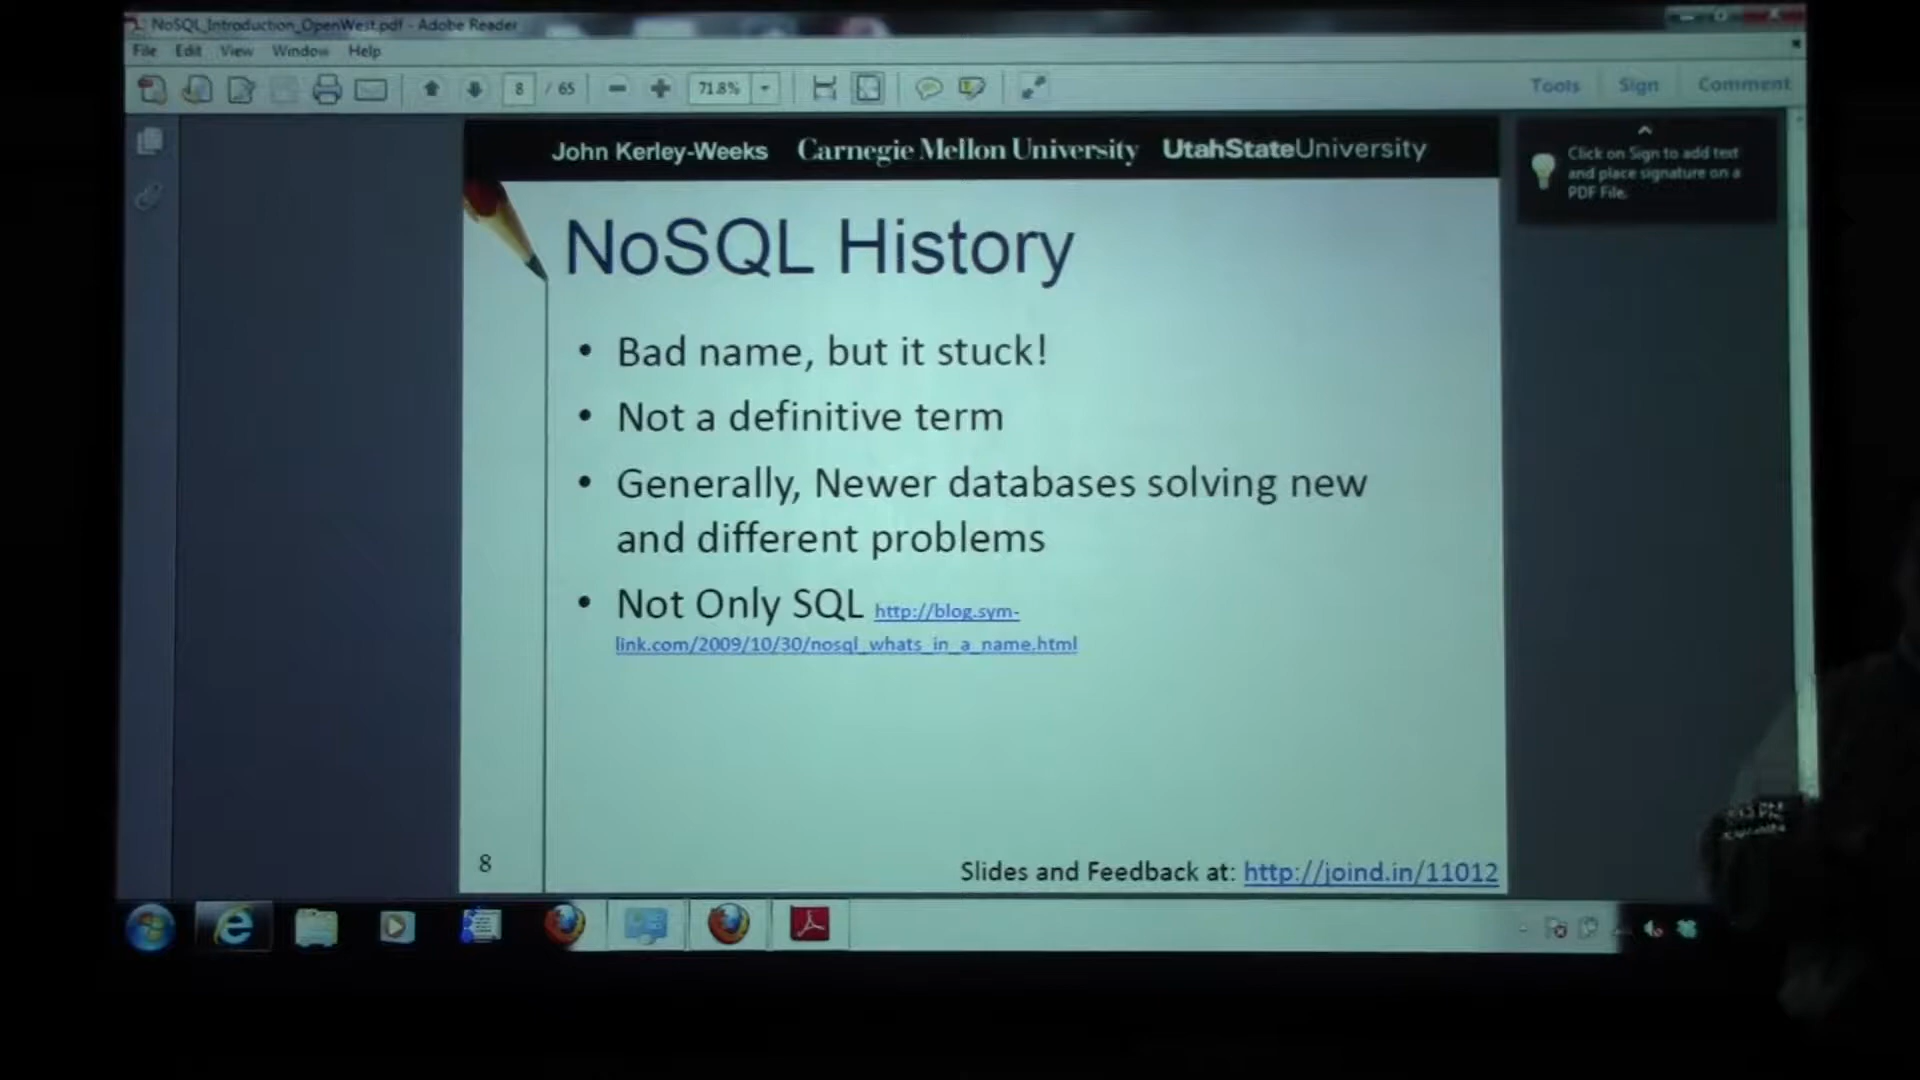 NoSQL_Introduction_OpenWest.pdf - Adobe Reader
File Edit View Window Help
8 / 65 71.8% Tools Sign Comment
John Kerley-Weeks Carnegie Mellon University UtahStateUniversity
Click on Sign to add text
and place signature on a
PDF File.
NoSQL History
• Bad name, but it stuck!
• Not a definitive term
• Generally, Newer databases solving new
and different problems
• Not Only SQL http://blog.sym-
link.com/2009/10/30/nosql_whats_in_a_name.html
8
Slides and Feedback at: http://joind.in/11012